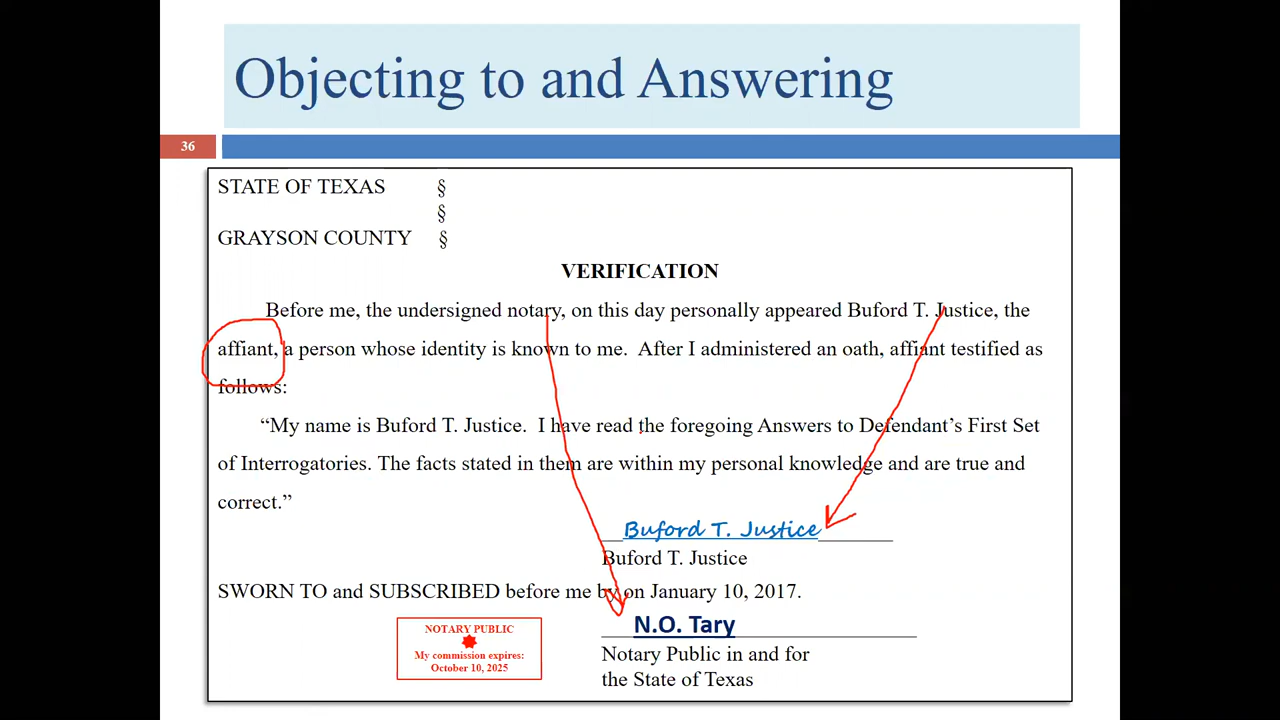 Objecting to and Answering
36
STATE OF TEXAS §
§
GRAYSON COUNTY §
VERIFICATION
Before me, the undersigned notary, on this day personally appeared Buford T. Justice, the
affiant, a person whose identity is known to me. After I administered an oath, affiant testified as
follows:
“My name is Buford T. Justice. I have read the foregoing Answers to Defendant’s First Set
of Interrogatories. The facts stated in them are within my personal knowledge and are true and
correct.”
Buford T. Justice
Buford T. Justice
SWORN TO and SUBSCRIBED before me by on January 10, 2017.
N.O. Tary
NOTARY PUBLIC
My commission expires:
October 10, 2025
Notary Public in and for
the State of Texas